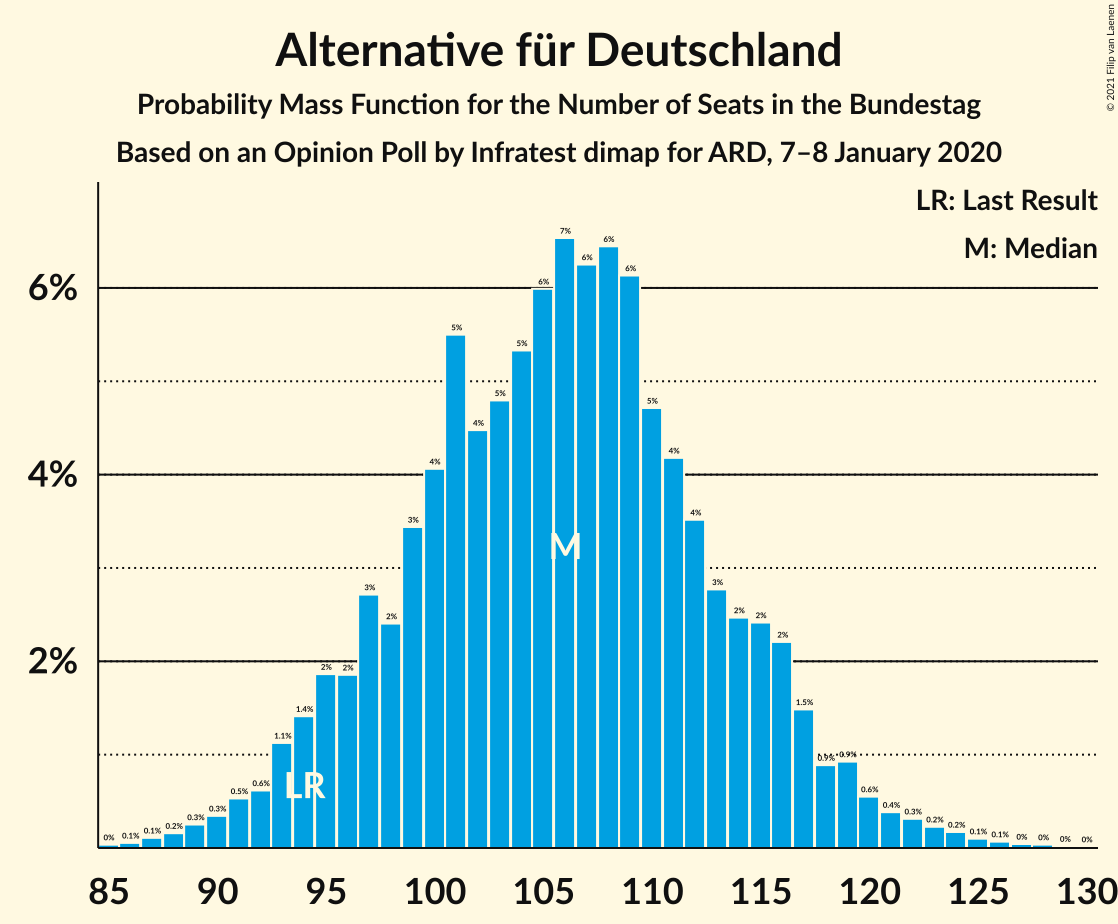 Alternative für Deutschland
Probability Mass Function for the Number of Seats in the Bundestag
Based on an Opinion Poll by Infratest dimap for ARD, 7–8 January 2020
© 2021 Filip van Laenen
LR: Last Result
M: Median
6%
4%
2%
0% 0.1% 0.1% 0.2% 0.3% 0.3% 0.5% 0.6% 1.1% 1.4% 2% 2% 3% 2% 3% 4% 5% 4% 5% 5% 6% 7% 6% 6% 6% 5% 4% 4% 3% 2% 2% 2% 1.5% 0.9% 0.9% 0.6% 0.4% 0.3% 0.2% 0.2% 0.1% 0.1% 0% 0% 0% 0%
M
LR
85 90 95 100 105 110 115 120 125 130